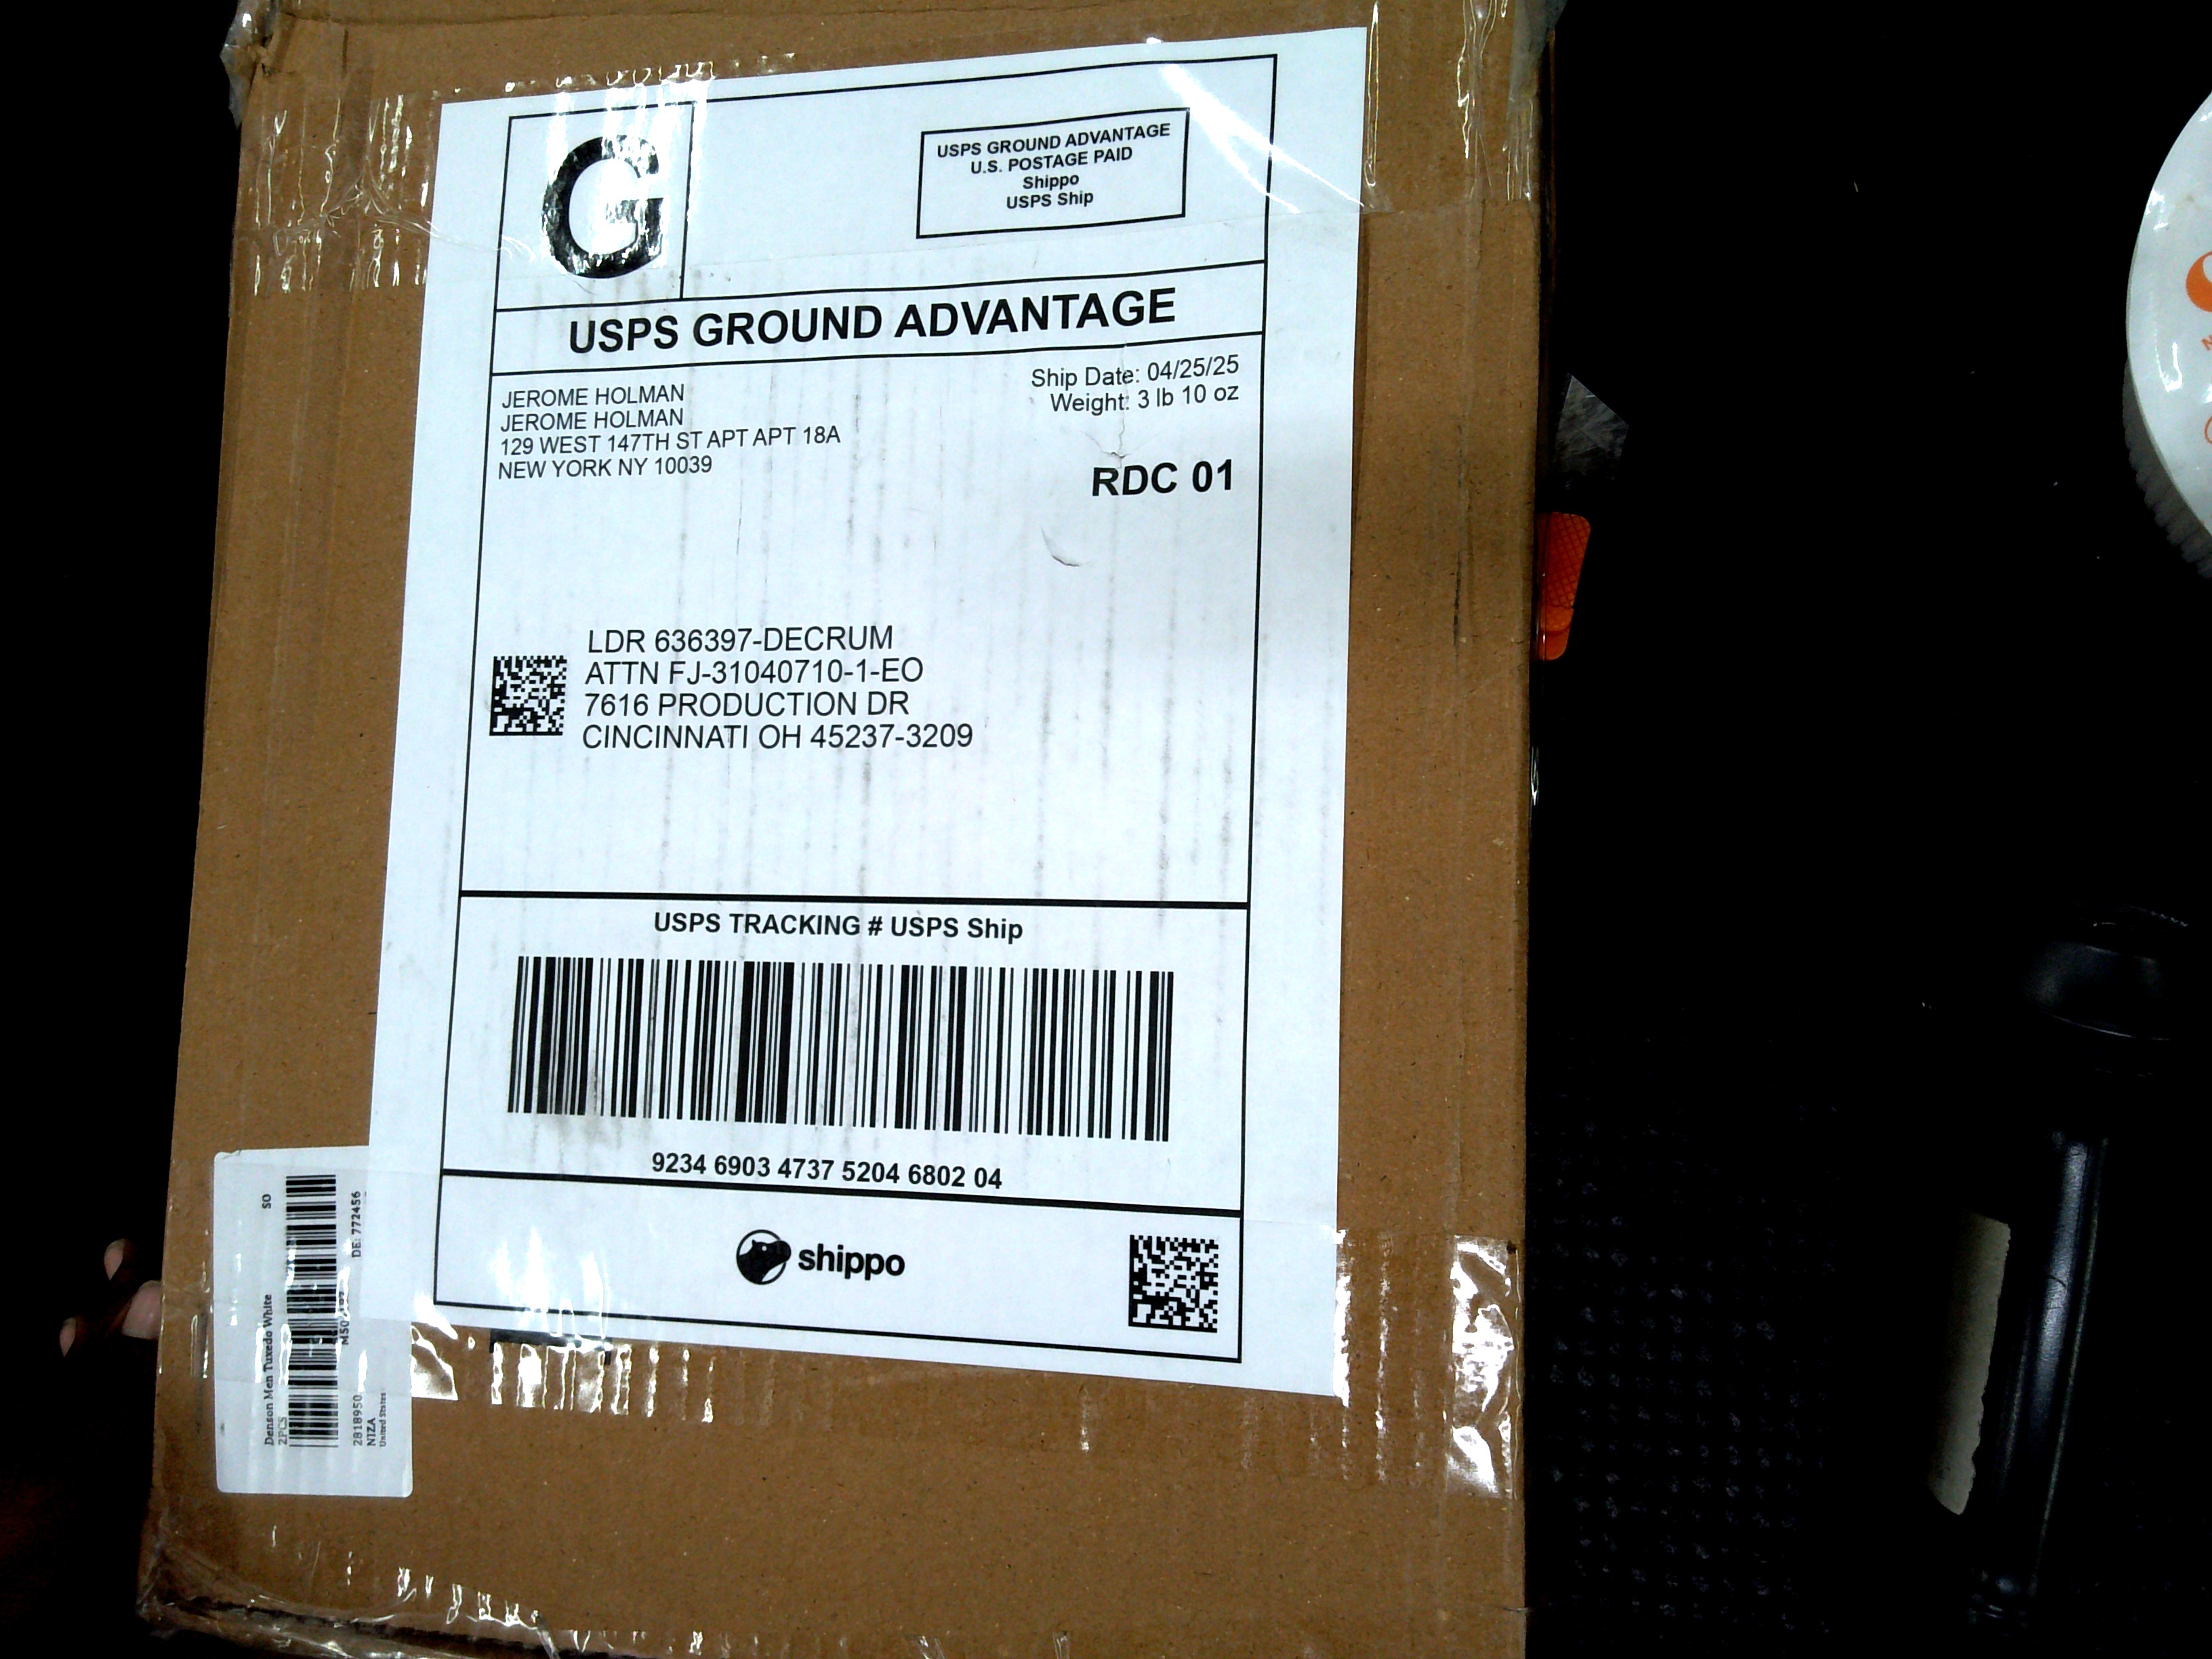 G
USPS GROUND ADVANTAGE
U.S. POSTAGE PAID
Shippo
USPS Ship
USPS GROUND ADVANTAGE
JEROME HOLMAN
JEROME HOLMAN
129 WEST 147TH ST APT APT 18A
NEW YORK NY 10039
Ship Date: 04/25/25
Weight: 3 lb 10 oz
RDC 01
LDR 636397-DECRUM
ATTN FJ-31040710-1-EO
7616 PRODUCTION DR
CINCINNATI OH 45237-3209
USPS TRACKING # USPS Ship
9234 6903 4737 5204 6802 04
shippo
Denson Men Tuxedo White
SO
2PCS
DE: 772456
2818950
NIZA
United States